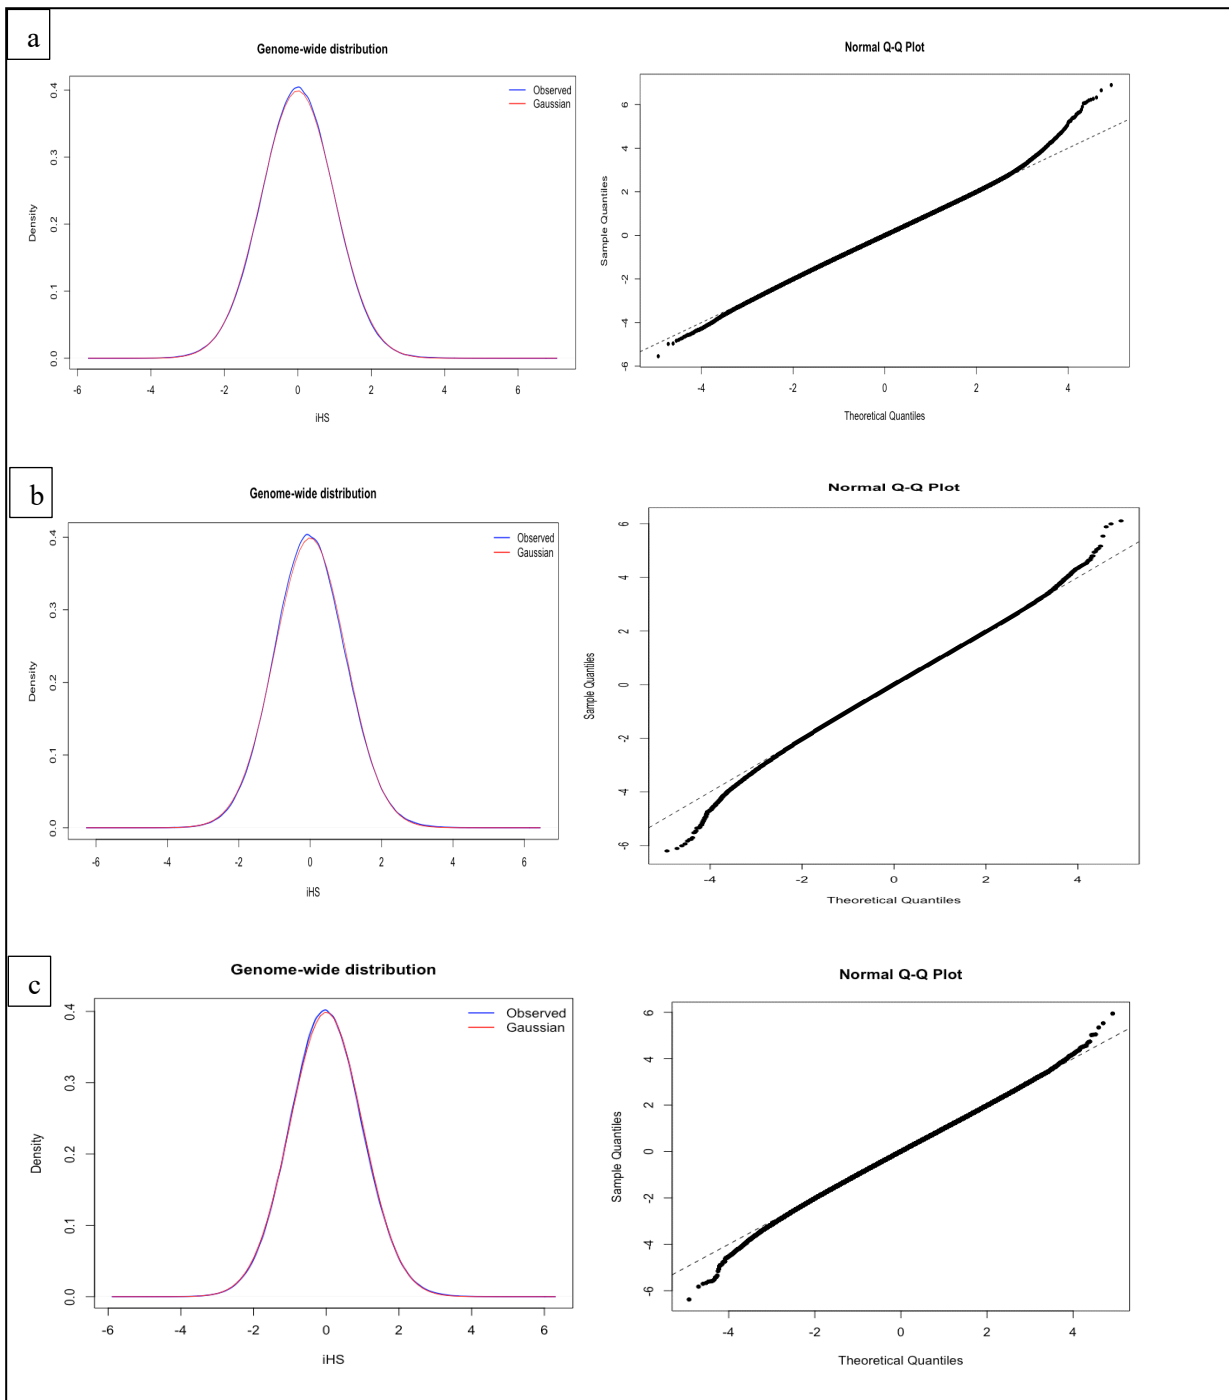 a
Genome-wide distribution
Observed
Gaussian
Density
0.0
0.1
0.2
0.3
0.4
-6 -4 -2 0 2 4 6
iHS
Normal Q-Q Plot
Sample Quantiles
-6 -4 -2 0 2 4 6
-4 -2 0 2 4
Theoretical Quantiles
b
Genome-wide distribution
Observed
Gaussian
Density
0.0
0.1
0.2
0.3
0.4
-6 -4 -2 0 2 4 6
iHS
Normal Q-Q Plot
Sample Quantiles
-6 -4 -2 0 2 4 6
-4 -2 0 2 4
Theoretical Quantiles
c
Genome-wide distribution
Observed
Gaussian
Density
0.0
0.1
0.2
0.3
0.4
-6 -4 -2 0 2 4 6
iHS
Normal Q-Q Plot
Sample Quantiles
-6 -4 -2 0 2 4 6
-4 -2 0 2 4
Theoretical Quantiles